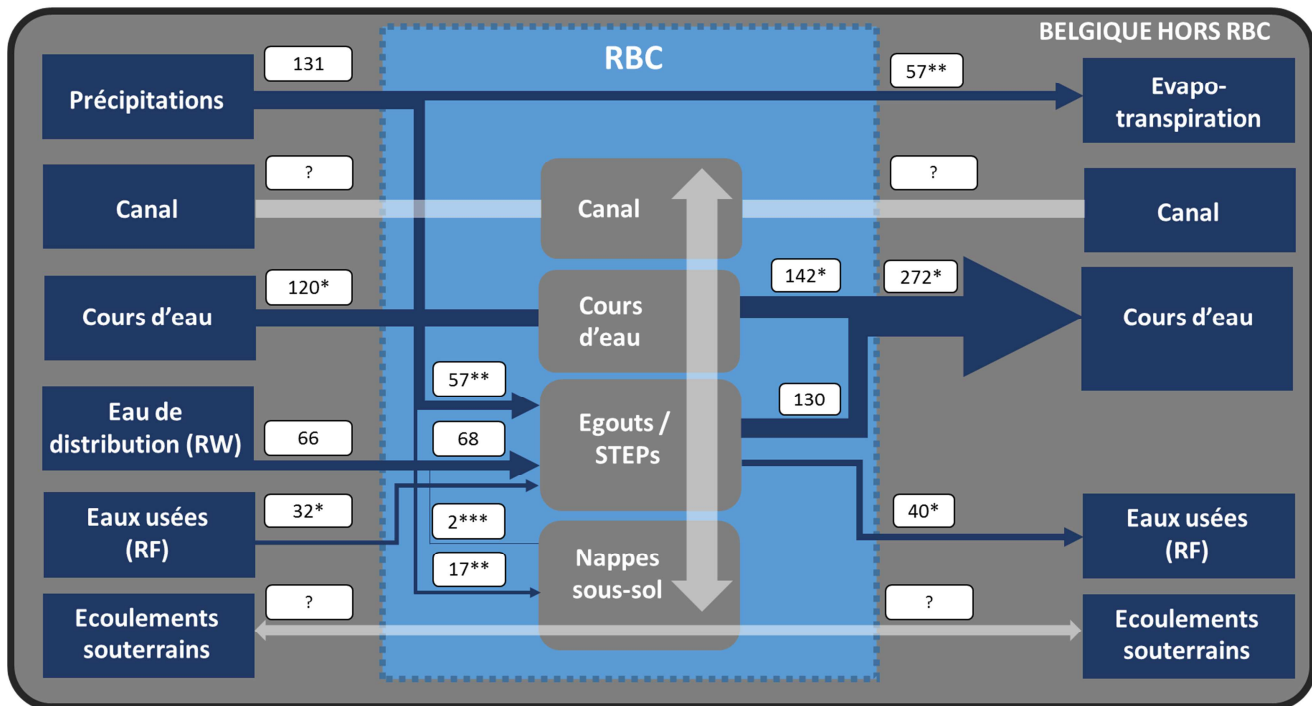 BELGIQUE HORS RBC
RBC
131
57**
Précipitations
Evapo-
transpiration
?
?
Canal
Canal
Canal
120*
142*
272*
Cours d'eau
Cours
d'eau
Cours d'eau
57**
130
Eau de
distribution (RW)
66
68
Egouts /
STEPs
32*
2***
40*
Eaux usées
(RF)
Eaux usées
(RF)
17**
Nappes
sous-sol
?
?
Ecoulements
souterrains
Ecoulements
souterrains